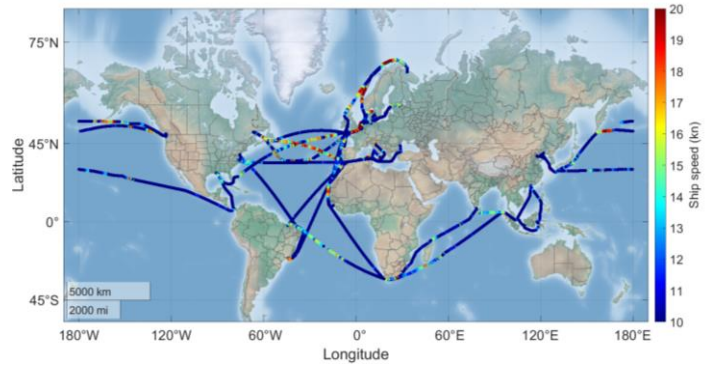 75°N
45°N
0°
45°S
Latitude
5000 km
2000 mi
180°W 120°W 60°W 0° 60°E 120°E 180°E
Longitude
20
19
18
17
16
15
14
13
12
11
10
Ship speed (kn)